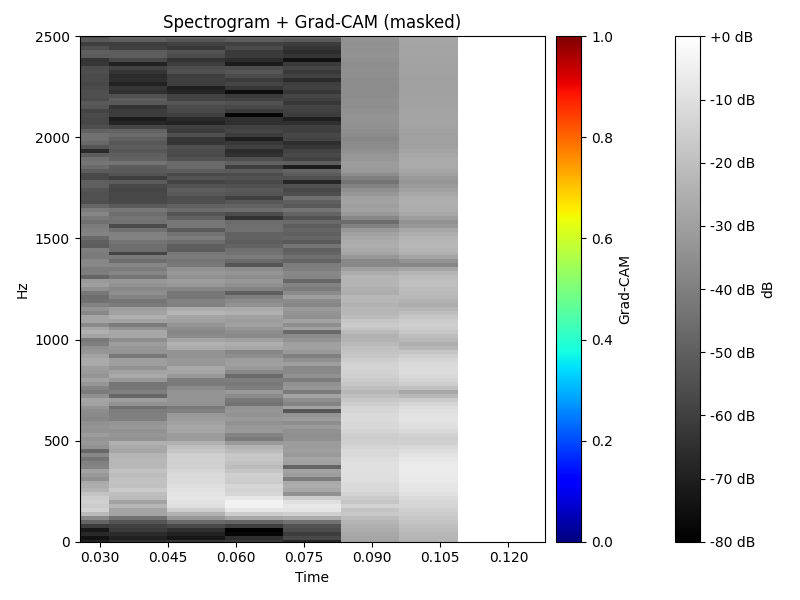 Spectrogram + Grad-CAM (masked)
2500
2000
1500
1000
500
0
Hz
0.030 0.045 0.060 0.075 0.090 0.105 0.120
Time
1.0
0.8
0.6
0.4
0.2
0.0
Grad-CAM
+0 dB
-10 dB
-20 dB
-30 dB
-40 dB
-50 dB
-60 dB
-70 dB
-80 dB
dB